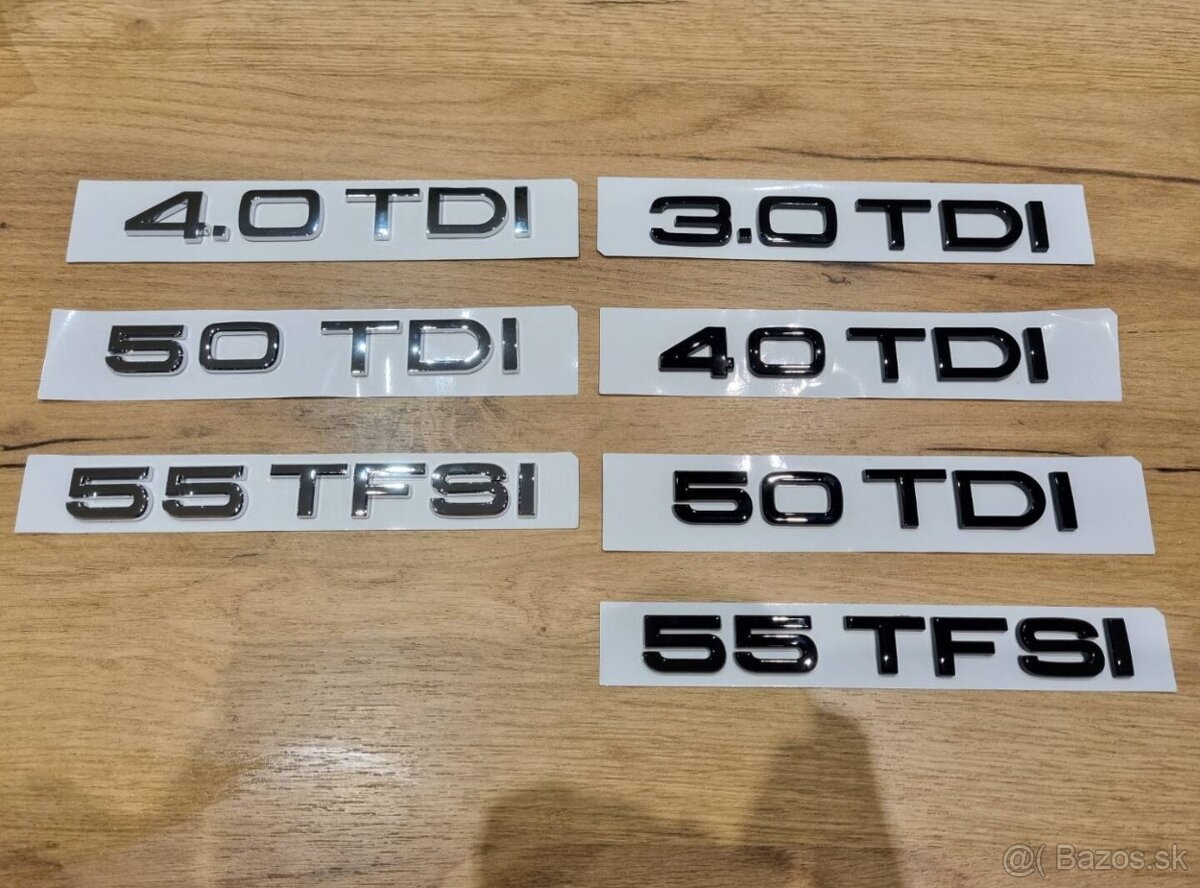 4.0 TDI
3.0 TDI
50 TDI
40 TDI
55 TFSI
50 TDI
55 TFSI
@( Bazos.sk